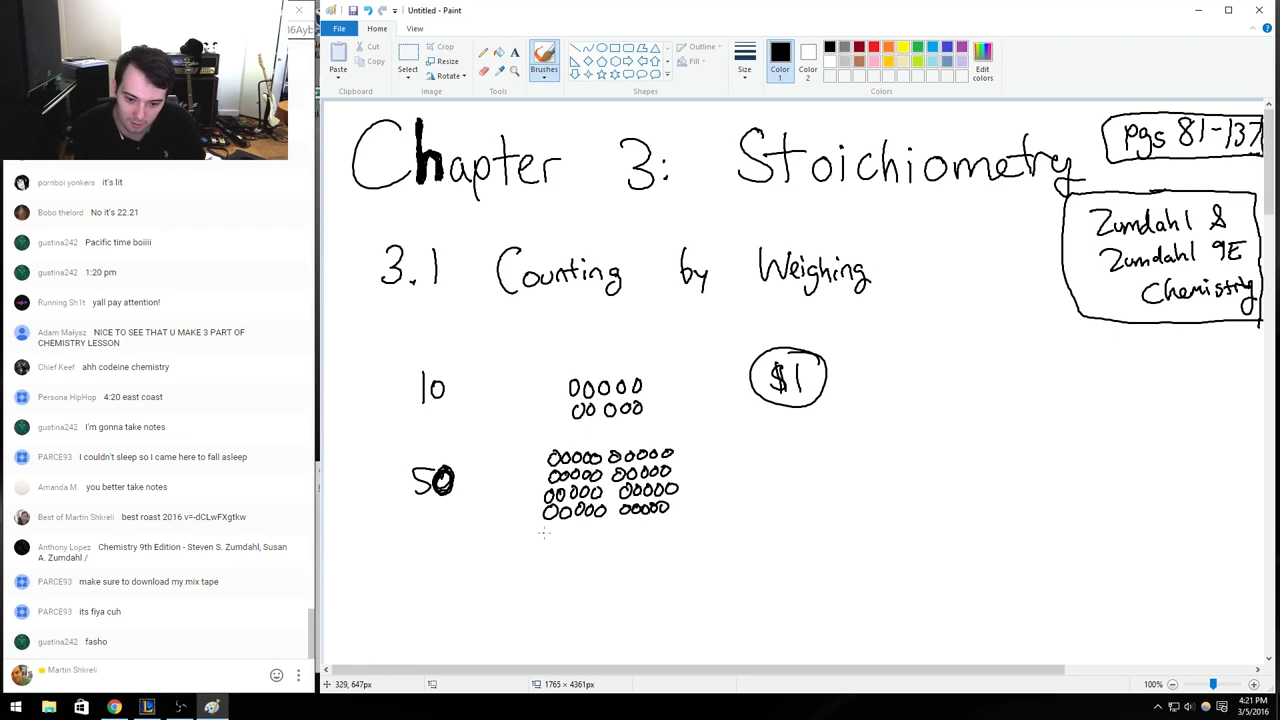 86Ayb
pornboi yonkers it's lit
Bobo thelord No it's 22.21
gustina242 Pacific time boiiii
gustina242 1:20 pm
Running Sh1t yall pay attention!
Adam Małysz NICE TO SEE THAT U MAKE 3 PART OF
CHEMISTRY LESSON
Chief Keef ahh codeine chemistry
Persona HipHop 4:20 east coast
gustina242 I'm gonna take notes
PARCE93 I couldn't sleep so I came here to fall asleep
Amanda M. you better take notes
Best of Martin Shkreli best roast 2016 v=-dCLwFXgtkw
Anthony Lopez Chemistry 9th Edition - Steven S. Zumdahl, Susan
A. Zumdahl /
PARCE93 make sure to download my mix tape
PARCE93 its fiya cuh
gustina242 fasho
Martin Shkreli
Untitled - Paint
File Home View
Paste Cut Copy
Clipboard
Select Crop Resize Rotate
Image
Tools
Brushes
Outline
Fill
Shapes
Size
Color 1
Color 2
Edit colors
Colors
Chapter 3: Stoichiometry
pgs 81-137
Zumdahl &
Zumdahl 9E
Chemistry
3.1 Counting by Weighing
10
$1
50
329, 647px
1765 × 4361px
100%
4:21 PM
3/5/2016